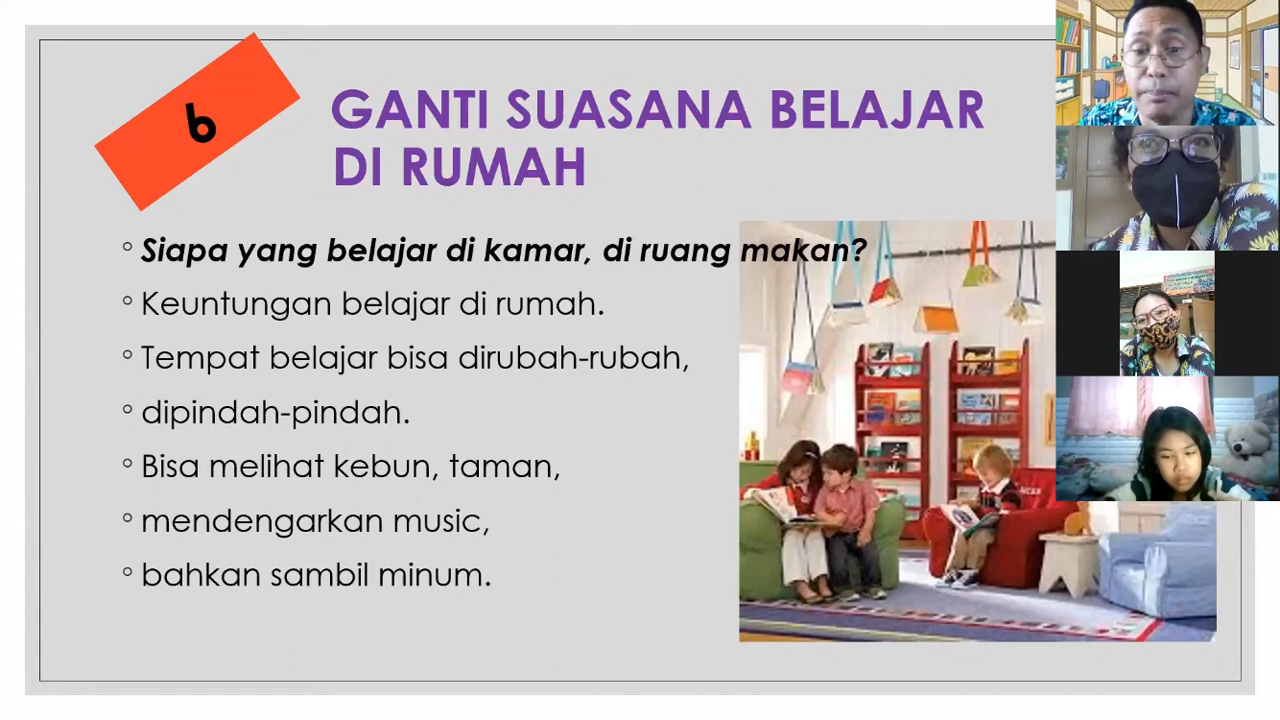 6
GANTI SUASANA BELAJAR
DI RUMAH
Siapa yang belajar di kamar, di ruang makan?
Keuntungan belajar di rumah.
Tempat belajar bisa dirubah-rubah,
dipindah-pindah.
Bisa melihat kebun, taman,
mendengarkan music,
bahkan sambil minum.